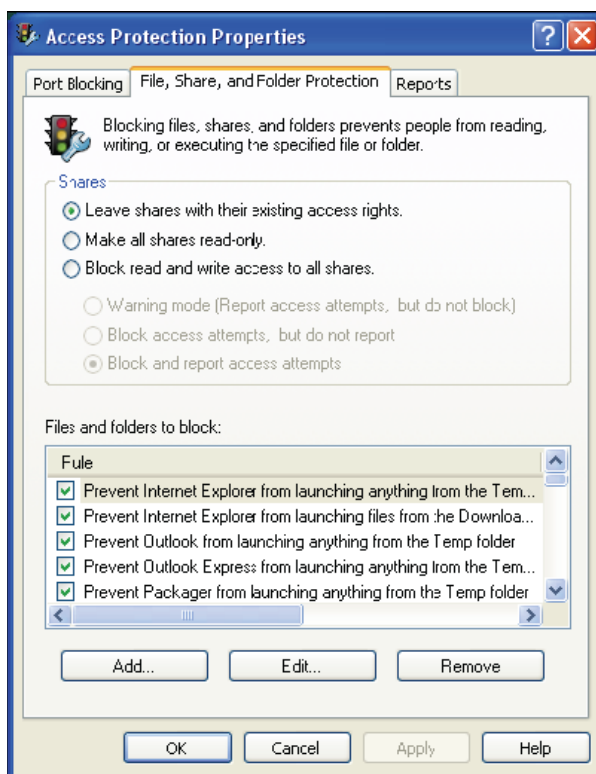 Access Protection Properties
Port Blocking File, Share, and Folder Protection Reports
Blocking files, shares, and folders prevents people from reading,
writing, or executing the specified file or folder.
Shares
Leave shares with their existing access rights.
Make all shares read-only.
Block read and write access to all shares.
Warning mode (Report access attempts, but do not block)
Block access attempts, but do not report
Block and report access attempts
Files and folders to block:
Rule
Prevent Internet Explorer from launching anything from the Tem...
Prevent Internet Explorer from launching files from the Downloa...
Prevent Outlook from launching anything from the Temp folder
Prevent Outlook Express from launching anything from the Tem...
Prevent Packager from launching anything from the Temp folder
Add... Edit... Remove
OK Cancel Apply Help